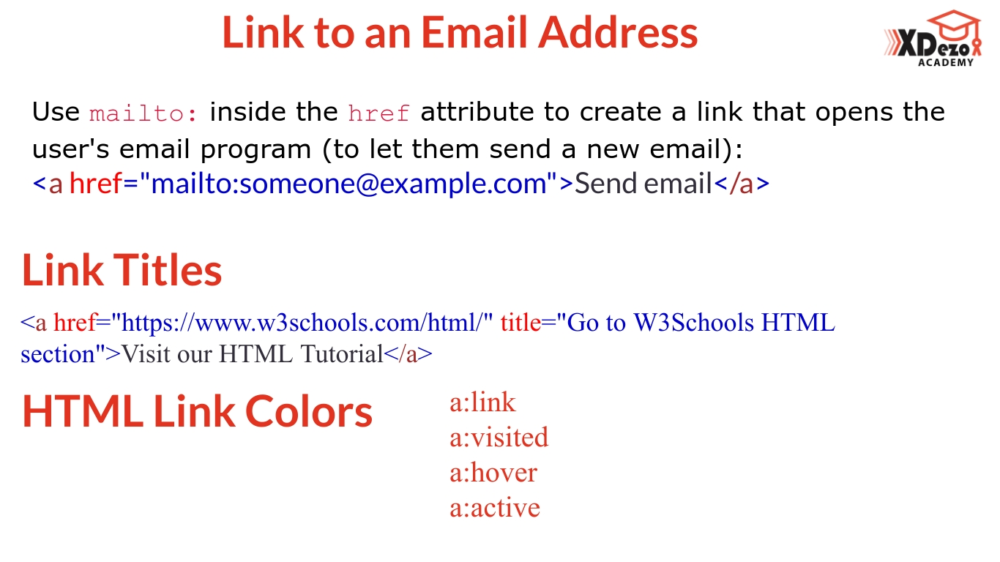 Link to an Email Address
XDezo
ACADEMY
Use mailto: inside the href attribute to create a link that opens the
user's email program (to let them send a new email):
<a href="mailto:someone@example.com">Send email</a>
Link Titles
<a href="https://www.w3schools.com/html/" title="Go to W3Schools HTML
section">Visit our HTML Tutorial</a>
HTML Link Colors
a:link
a:visited
a:hover
a:active